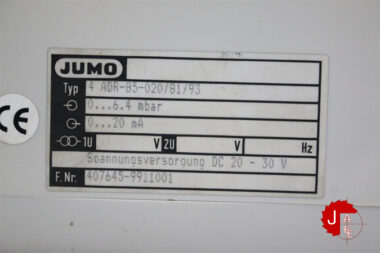 JUMO
Typ 4 ADR-85-020/81/93
0...6,4 mbar
0...20 mA
1U V 2U V Hz
Spannungsversorgung DC 20 - 30 V
F. Nr. 407645-9911001
CE